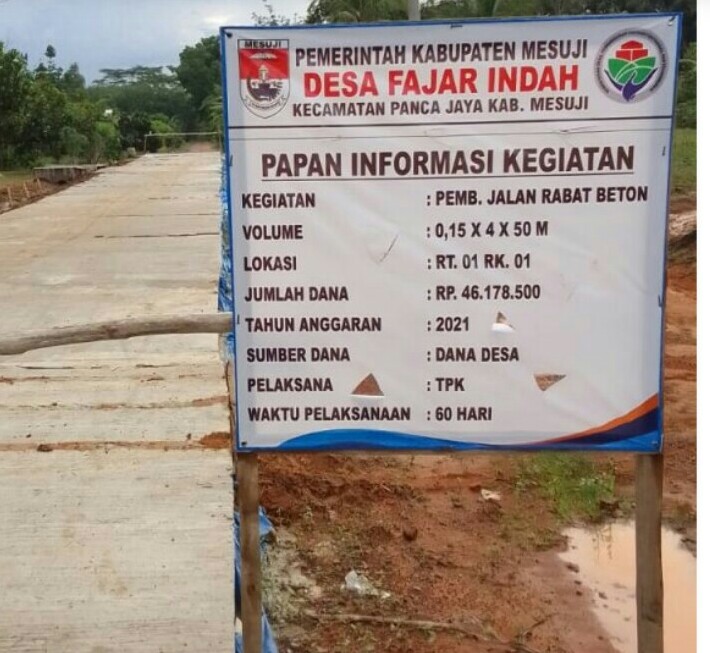 MESUJI
PEMERINTAH KABUPATEN MESUJI
DESA FAJAR INDAH
KECAMATAN PANCA JAYA KAB. MESUJI
PAPAN INFORMASI KEGIATAN
KEGIATAN : PEMB. JALAN RABAT BETON
VOLUME : 0,15 X 4 X 50 M
LOKASI : RT. 01 RK. 01
JUMLAH DANA : RP. 46.178.500
TAHUN ANGGARAN : 2021
SUMBER DANA : DANA DESA
PELAKSANA : TPK
WAKTU PELAKSANAAN : 60 HARI